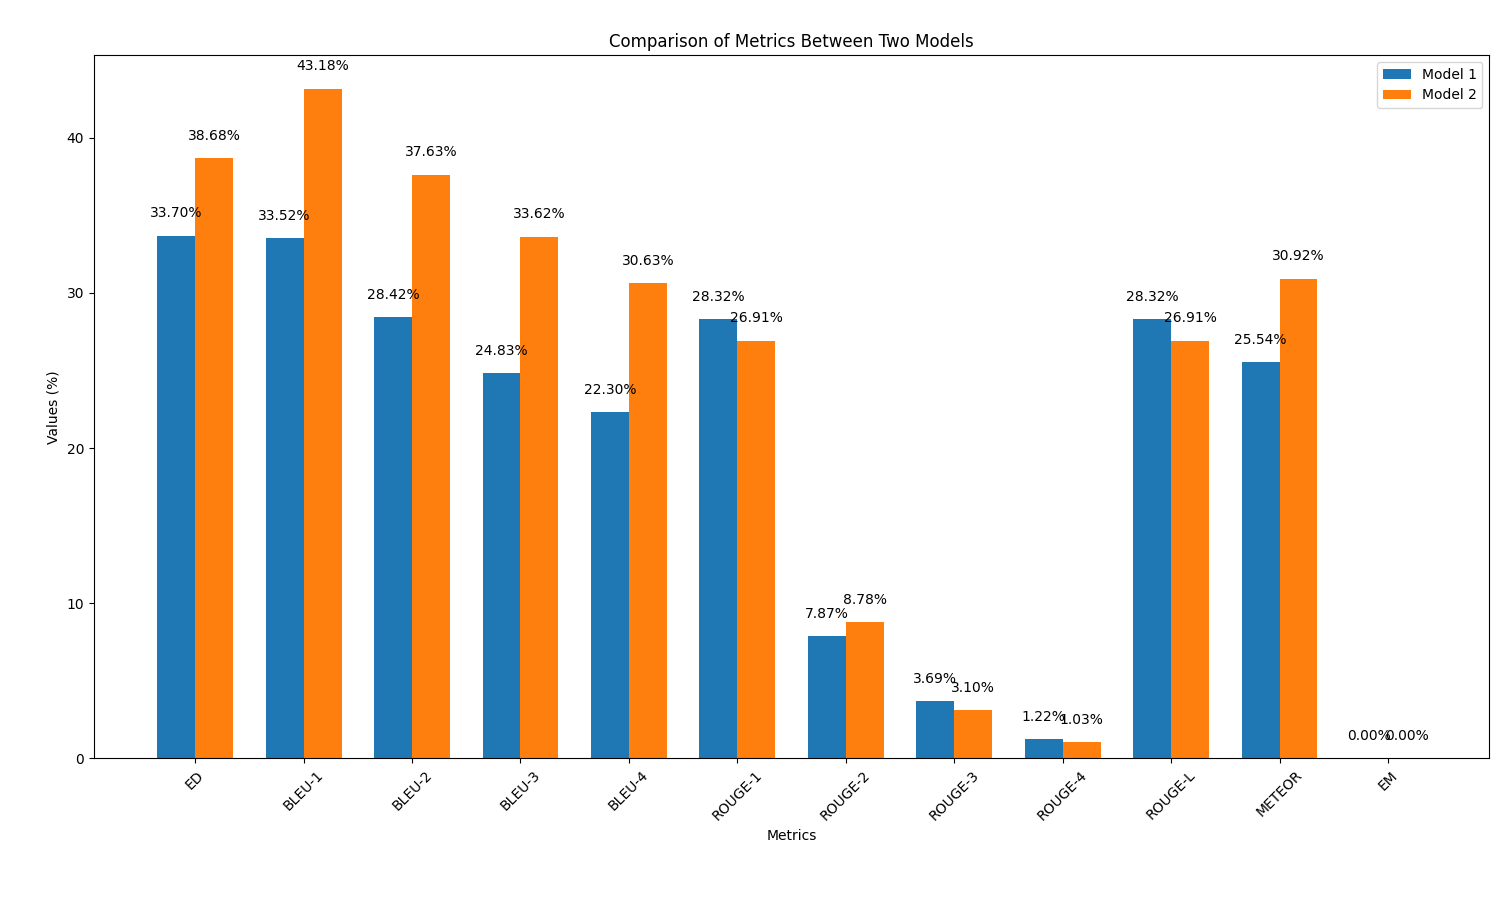 Comparison of Metrics Between Two Models
Model 1
Model 2
43.18%
38.68%
37.63%
33.70%
33.52%
33.62%
28.42%
30.63%
24.83%
22.30%
28.32%
26.91%
7.87%
8.78%
3.69%
3.10%
1.22%
1.03%
28.32%
26.91%
25.54%
30.92%
0.00%
0.00%
40
30
20
10
0
Values (%)
ED
BLEU-1
BLEU-2
BLEU-3
BLEU-4
ROUGE-1
ROUGE-2
ROUGE-3
ROUGE-4
ROUGE-L
METEOR
EM
Metrics